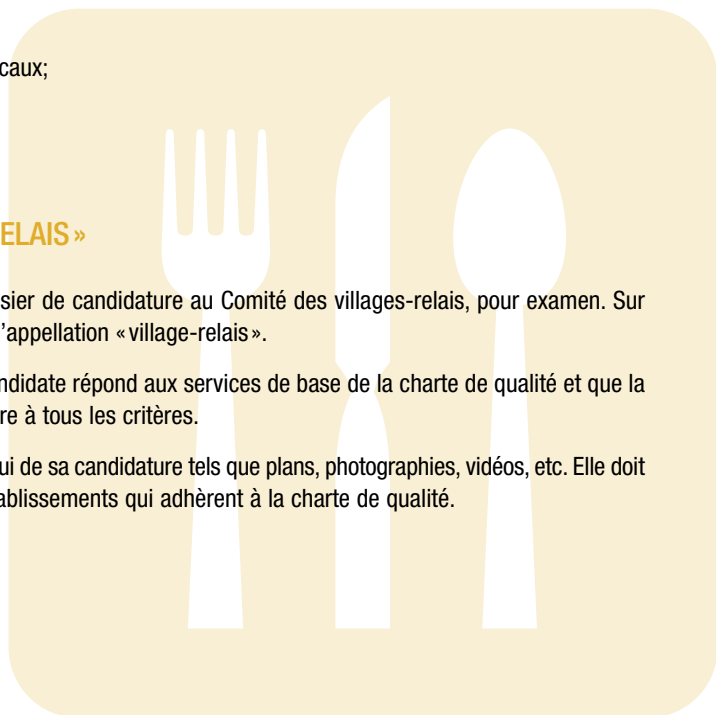 caux;
ELAIS »
sier de candidature au Comité des villages-relais, pour examen. Sur
'appellation « village-relais ».
ndidate répond aux services de base de la charte de qualité et que la
re à tous les critères.
ui de sa candidature tels que plans, photographies, vidéos, etc. Elle doit
ablissements qui adhèrent à la charte de qualité.